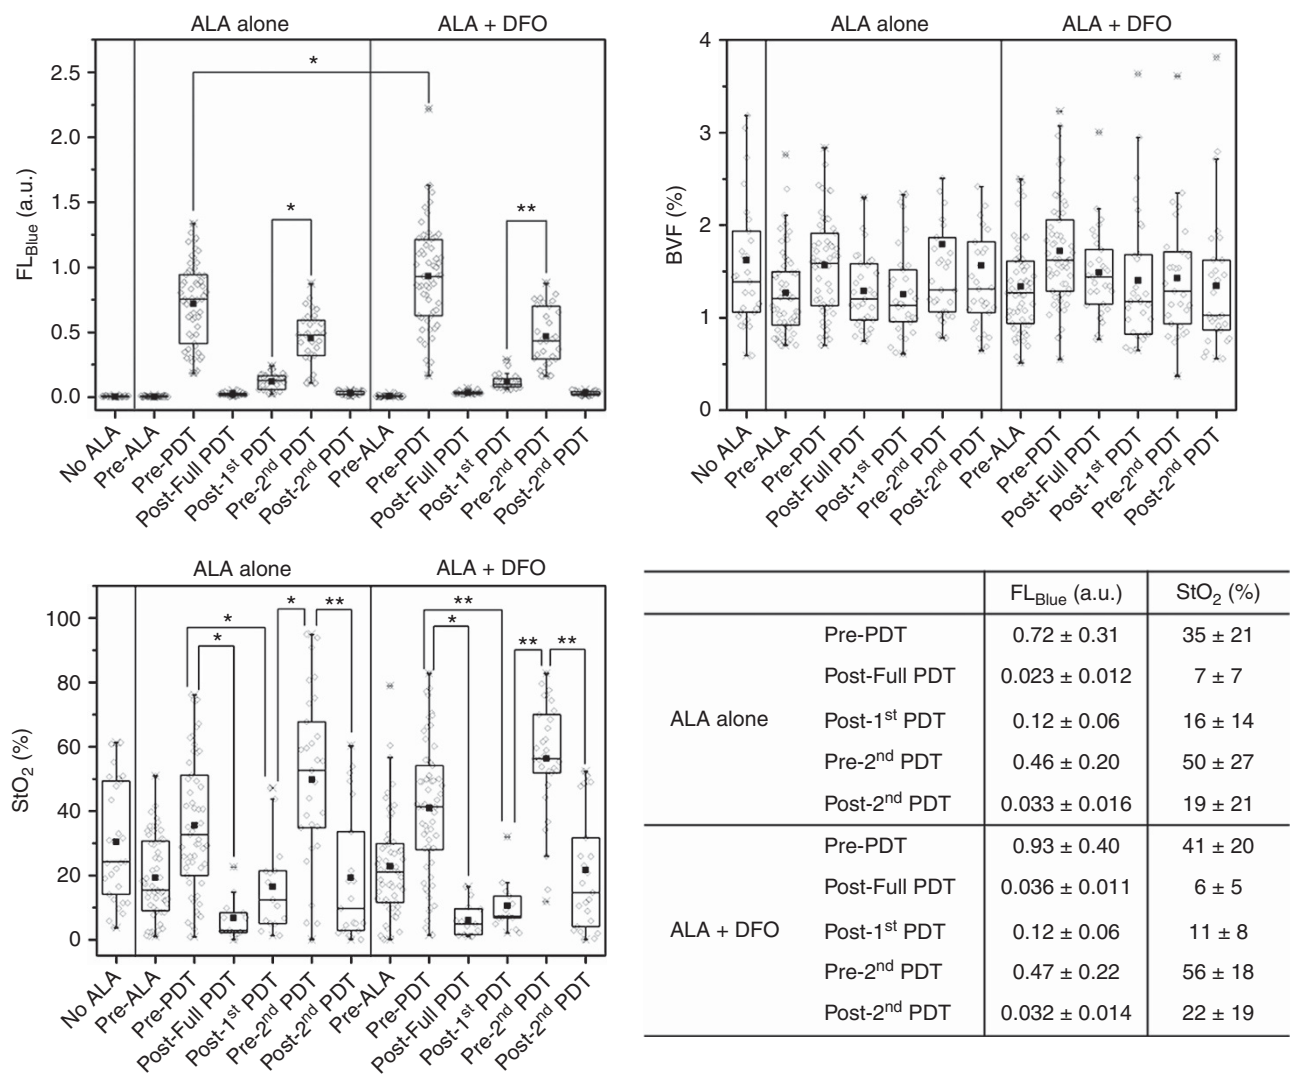 ALA alone
ALA + DFO
FL_Blue (a.u.)
2.5
2.0
1.5
1.0
0.5
0.0
*
*
**
No ALA
Pre-ALA
Pre-PDT
Post-Full PDT
Post-1st PDT
Pre-2nd PDT
Post-2nd PDT
Pre-ALA
Pre-PDT
Post-Full PDT
Post-1st PDT
Pre-2nd PDT
Post-2nd PDT
ALA alone
ALA + DFO
BVF (%)
4
3
2
1
0
No ALA
Pre-ALA
Pre-PDT
Post-Full PDT
Post-1st PDT
Pre-2nd PDT
Post-2nd PDT
Pre-ALA
Pre-PDT
Post-Full PDT
Post-1st PDT
Pre-2nd PDT
Post-2nd PDT
ALA alone
ALA + DFO
StO2 (%)
100
80
60
40
20
0
*
*
*
**
**
*
**
**
No ALA
Pre-ALA
Pre-PDT
Post-Full PDT
Post-1st PDT
Pre-2nd PDT
Post-2nd PDT
Pre-ALA
Pre-PDT
Post-Full PDT
Post-1st PDT
Pre-2nd PDT
Post-2nd PDT
FL_Blue (a.u.) StO2 (%)
Pre-PDT 0.72 ± 0.31 35 ± 21
Post-Full PDT 0.023 ± 0.012 7 ± 7
ALA alone Post-1st PDT 0.12 ± 0.06 16 ± 14
Pre-2nd PDT 0.46 ± 0.20 50 ± 27
Post-2nd PDT 0.033 ± 0.016 19 ± 21
Pre-PDT 0.93 ± 0.40 41 ± 20
Post-Full PDT 0.036 ± 0.011 6 ± 5
ALA + DFO Post-1st PDT 0.12 ± 0.06 11 ± 8
Pre-2nd PDT 0.47 ± 0.22 56 ± 18
Post-2nd PDT 0.032 ± 0.014 22 ± 19